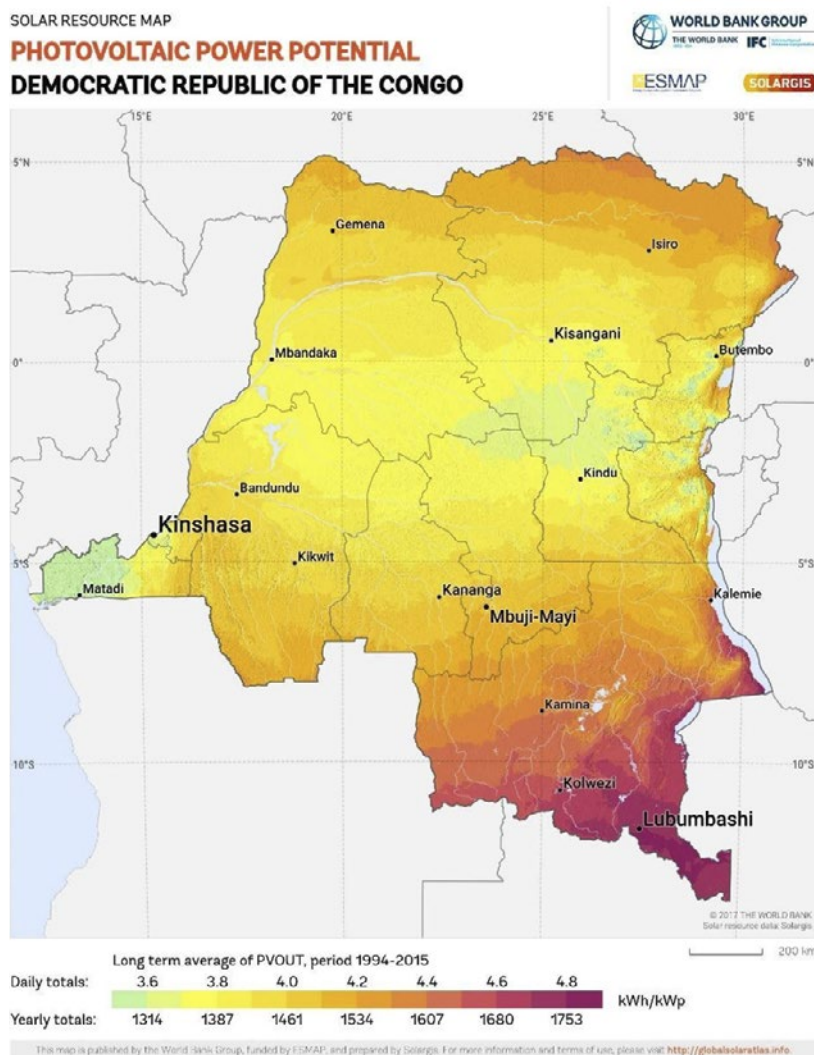 SOLAR RESOURCE MAP
PHOTOVOLTAIC POWER POTENTIAL
DEMOCRATIC REPUBLIC OF THE CONGO
WORLD BANK GROUP
THE WORLD BANK IFC
ESMAP SOLARGIS
15°E 20°E 25°E 30°E
5°N
Gemena
Isiro
Kisangani
Mbandaka
Butembo
0°
Kindu
Bandundu
Kinshasa
Kikwit
5°S 5°S
Matadi
Kananga
Kalemie
Mbuji-Mayi
Kamina
10°S 10°S
Kolwezi
Lubumbashi
© 2017 THE WORLD BANK
Solar resource data: Solargis
200 km
Long term average of PVOUT, period 1994-2015
Daily totals: 3.6 3.8 4.0 4.2 4.4 4.6 4.8
kWh/kWp
Yearly totals: 1314 1387 1461 1534 1607 1680 1753
This map is published by the World Bank Group, funded by ESMAP, and prepared by Solargis. For more information and terms of use, please visit http://globalsolaratlas.info.